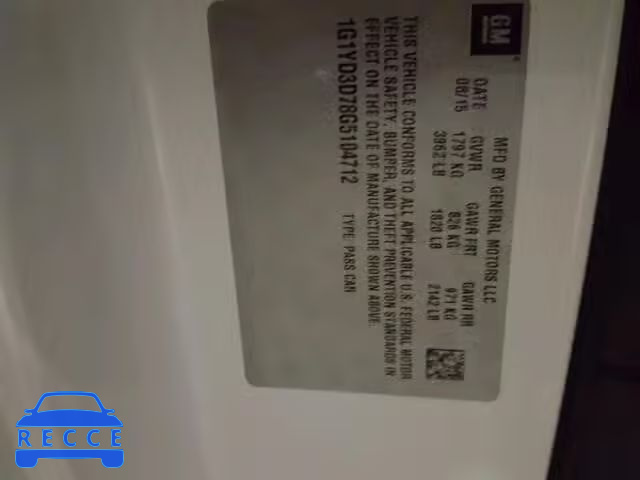 GM
MFD BY GENERAL MOTORS LLC
DATE GVWR GAWR FRT GAWR RR
08/15 1797 KG 826 KG 971 KG
3962 LB 1820 LB 2142 LB
THIS VEHICLE CONFORMS TO ALL APPLICABLE U.S. FEDERAL MOTOR
VEHICLE SAFETY, BUMPER, AND THEFT PREVENTION STANDARDS IN
EFFECT ON THE DATE OF MANUFACTURE SHOWN ABOVE.
1G1YD3D78G5104712 TYPE: PASS CAR
RECCE